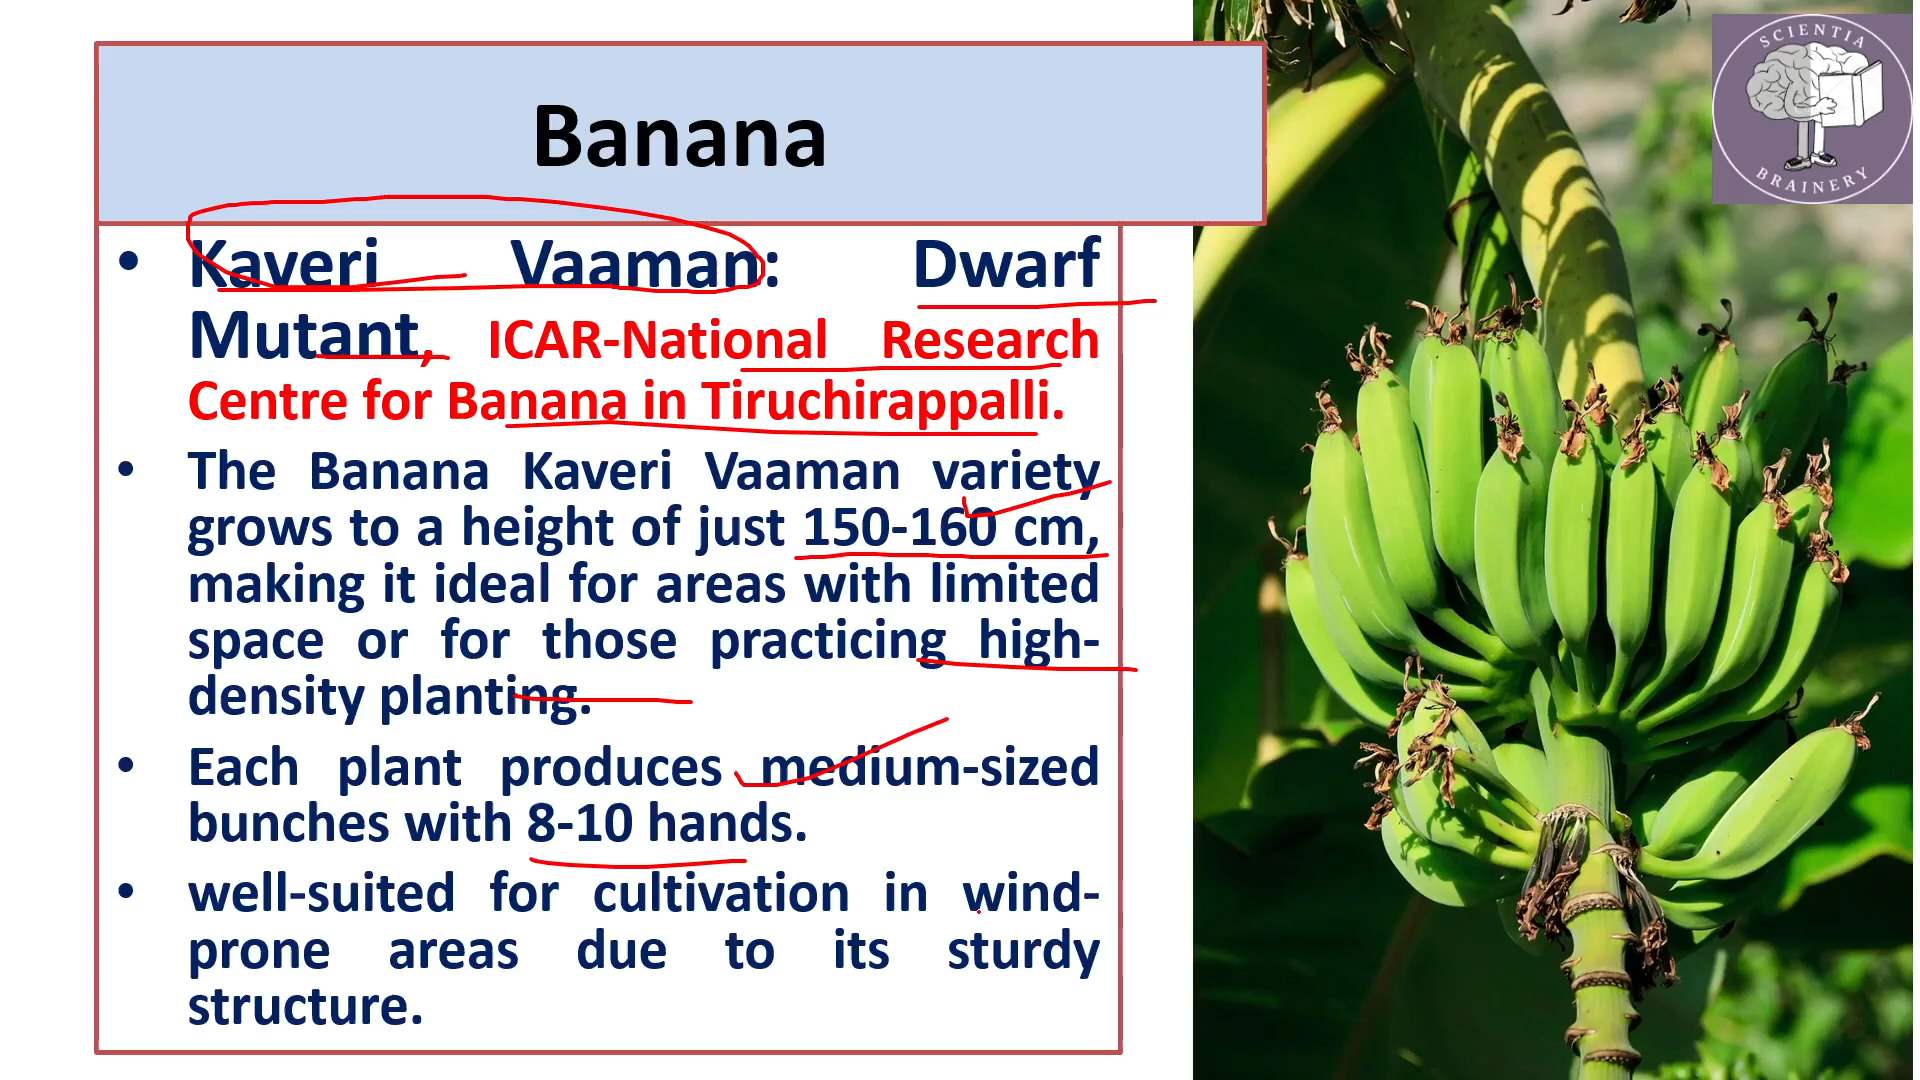 Banana
SCIENTIA
BRAINERY
• Kaveri Vaaman: Dwarf
Mutant, ICAR-National Research
Centre for Banana in Tiruchirappalli.
• The Banana Kaveri Vaaman variety
grows to a height of just 150-160 cm,
making it ideal for areas with limited
space or for those practicing high-
density planting.
• Each plant produces medium-sized
bunches with 8-10 hands.
• well-suited for cultivation in wind-
prone areas due to its sturdy
structure.